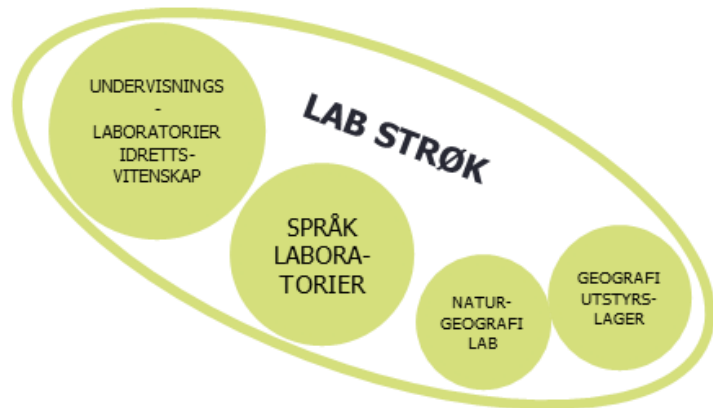 UNDERVISNINGS
-
LABORATORIER
IDRETTS-
VITENSKAP
LAB STRØK
SPRÅK
LABORA-
TORIER
NATUR-
GEOGRAFI
LAB
GEOGRAFI
UTSTYRS-
LAGER